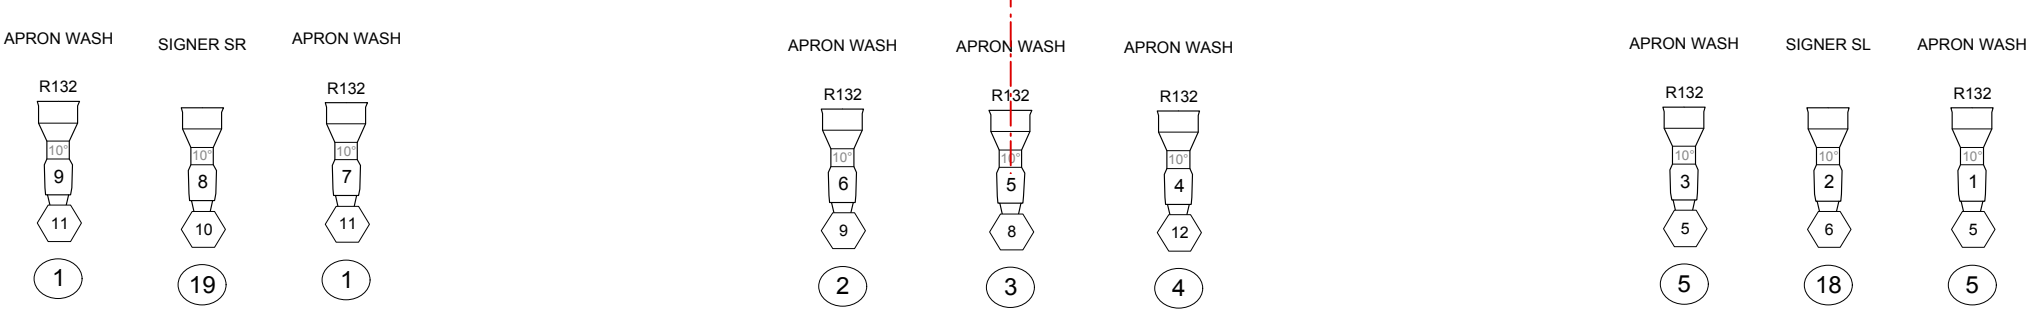 APRON WASH SIGNER SR APRON WASH APRON WASH APRON WASH APRON WASH APRON WASH SIGNER SL APRON WASH
R132 R132 R132 R132 R132 R132 R132
10° 10° 10° 10° 10° 10° 10° 10° 10°
9 8 7 6 5 4 3 2 1
11 10 11 9 8 12 5 6 5
1 19 1 2 3 4 5 18 5